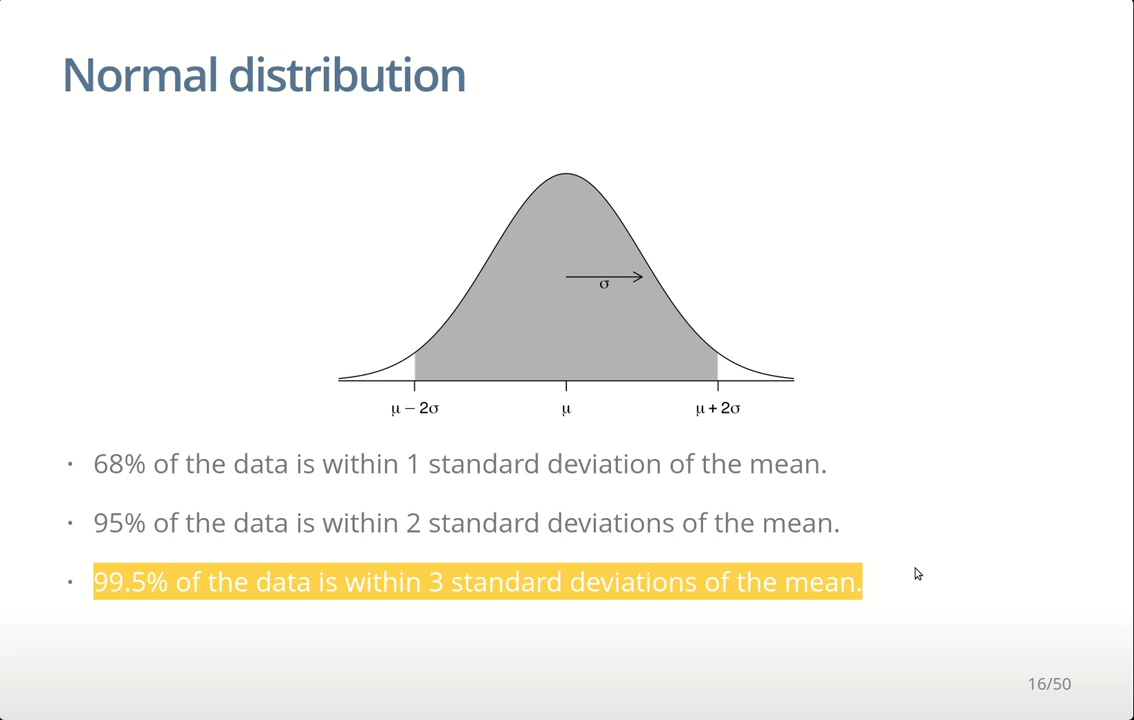 Normal distribution
σ
μ − 2σ
μ
μ + 2σ
· 68% of the data is within 1 standard deviation of the mean.
· 95% of the data is within 2 standard deviations of the mean.
· 99.5% of the data is within 3 standard deviations of the mean.
16/50